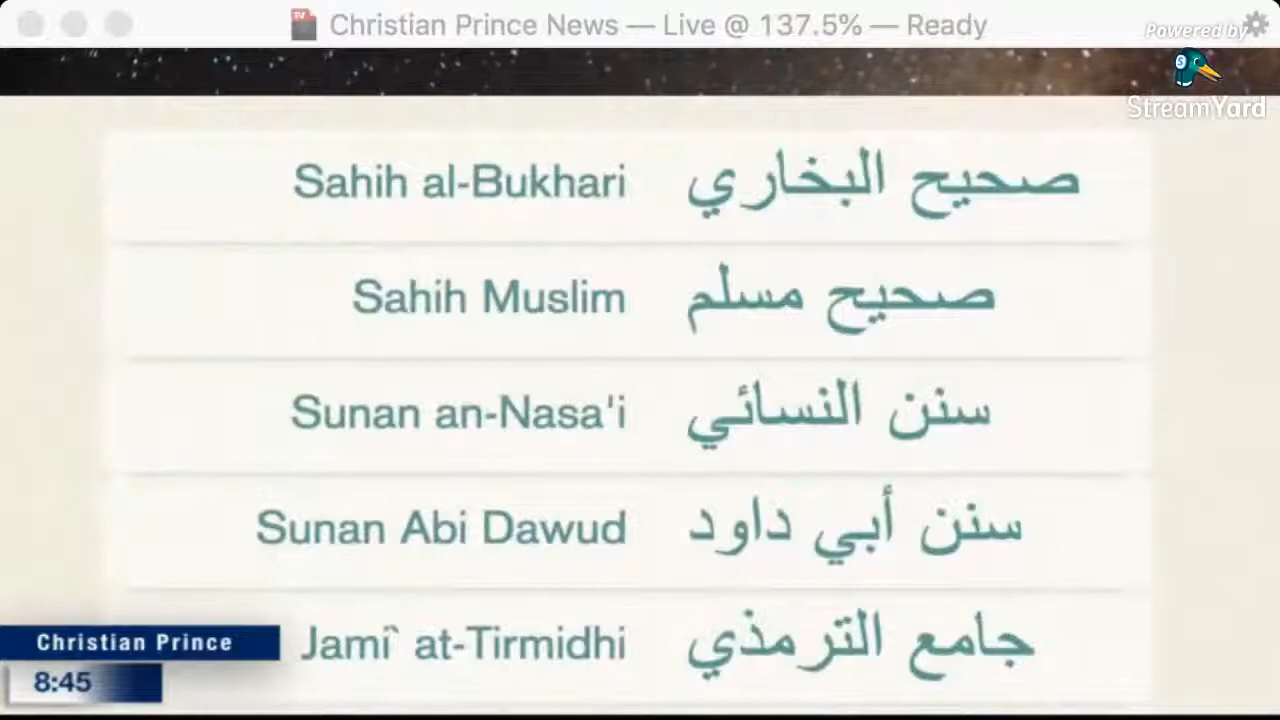 Christian Prince News — Live @ 137.5% — Ready
Powered by
StreamYard
Sahih al-Bukhari صحيح البخاري
Sahih Muslim صحيح مسلم
Sunan an-Nasa'i سنن النسائي
Sunan Abi Dawud سنن أبي داود
Jami` at-Tirmidhi جامع الترمذي
Christian Prince
8:45